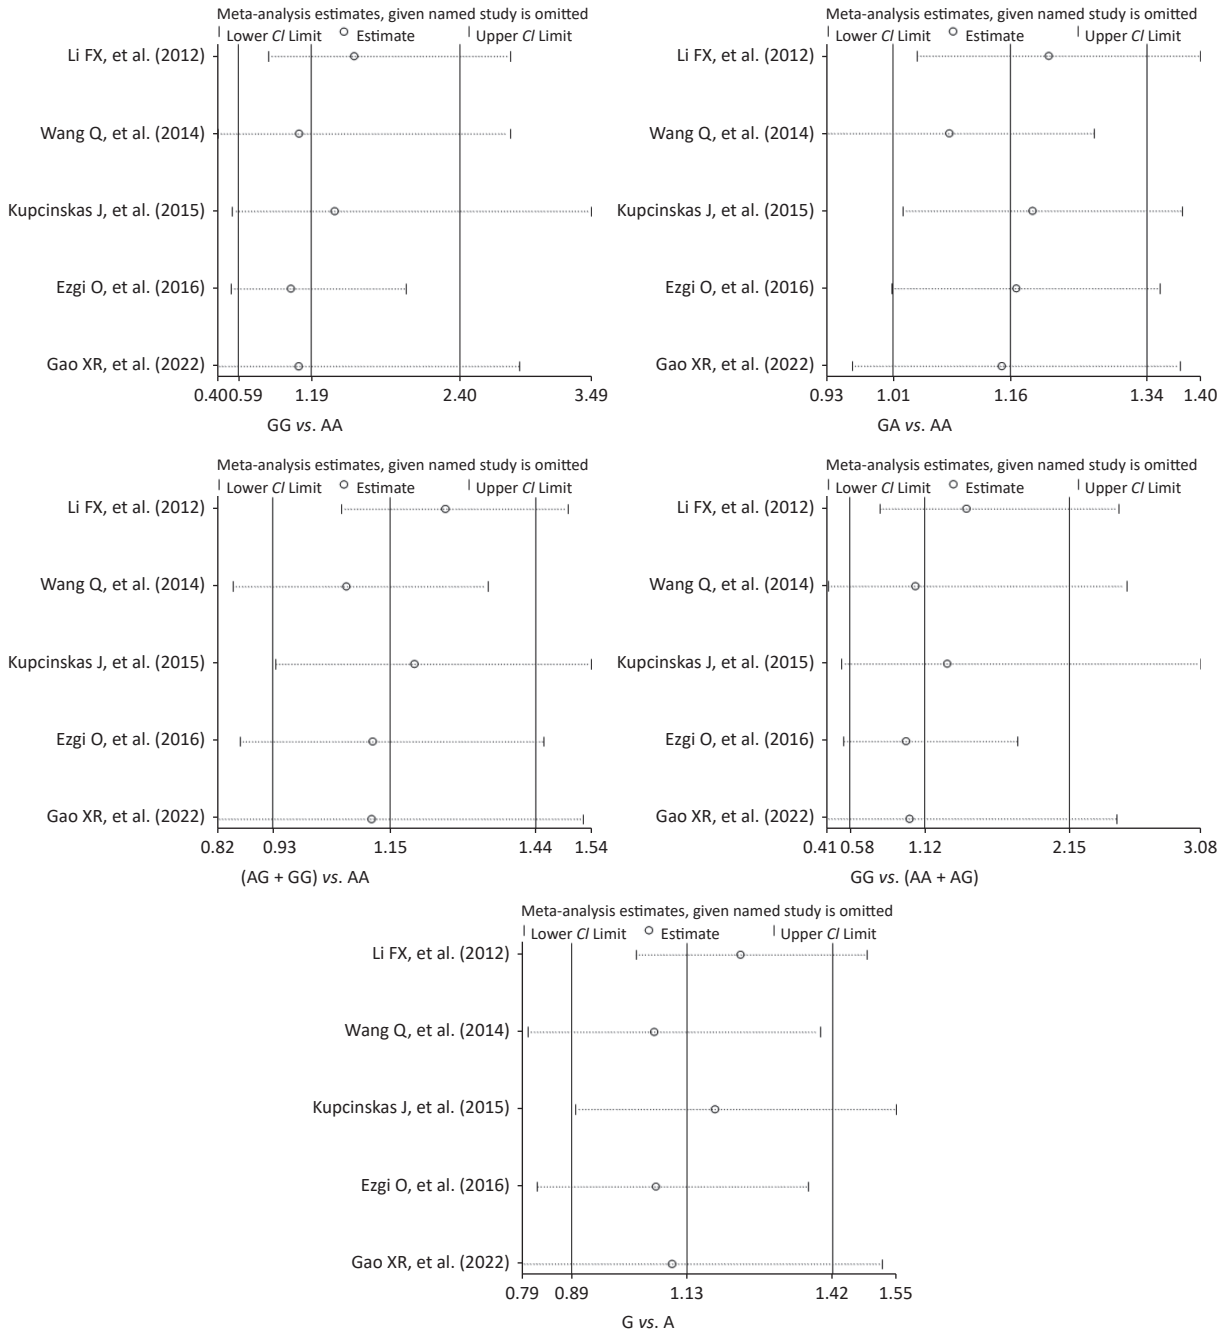 Meta-analysis estimates, given named study is omitted
Lower CI Limit Estimate Upper CI Limit
Li FX, et al. (2012)
Wang Q, et al. (2014)
Kupcinskas J, et al. (2015)
Ezgi O, et al. (2016)
Gao XR, et al. (2022)
0.40 0.59 1.19 2.40 3.49
GG vs. AA
Meta-analysis estimates, given named study is omitted
Lower CI Limit Estimate Upper CI Limit
Li FX, et al. (2012)
Wang Q, et al. (2014)
Kupcinskas J, et al. (2015)
Ezgi O, et al. (2016)
Gao XR, et al. (2022)
0.93 1.01 1.16 1.34 1.40
GA vs. AA
Meta-analysis estimates, given named study is omitted
Lower CI Limit Estimate Upper CI Limit
Li FX, et al. (2012)
Wang Q, et al. (2014)
Kupcinskas J, et al. (2015)
Ezgi O, et al. (2016)
Gao XR, et al. (2022)
0.82 0.93 1.15 1.44 1.54
(AG + GG) vs. AA
Meta-analysis estimates, given named study is omitted
Lower CI Limit Estimate Upper CI Limit
Li FX, et al. (2012)
Wang Q, et al. (2014)
Kupcinskas J, et al. (2015)
Ezgi O, et al. (2016)
Gao XR, et al. (2022)
0.41 0.58 1.12 2.15 3.08
GG vs. (AA + AG)
Meta-analysis estimates, given named study is omitted
Lower CI Limit Estimate Upper CI Limit
Li FX, et al. (2012)
Wang Q, et al. (2014)
Kupcinskas J, et al. (2015)
Ezgi O, et al. (2016)
Gao XR, et al. (2022)
0.79 0.89 1.13 1.42 1.55
G vs. A